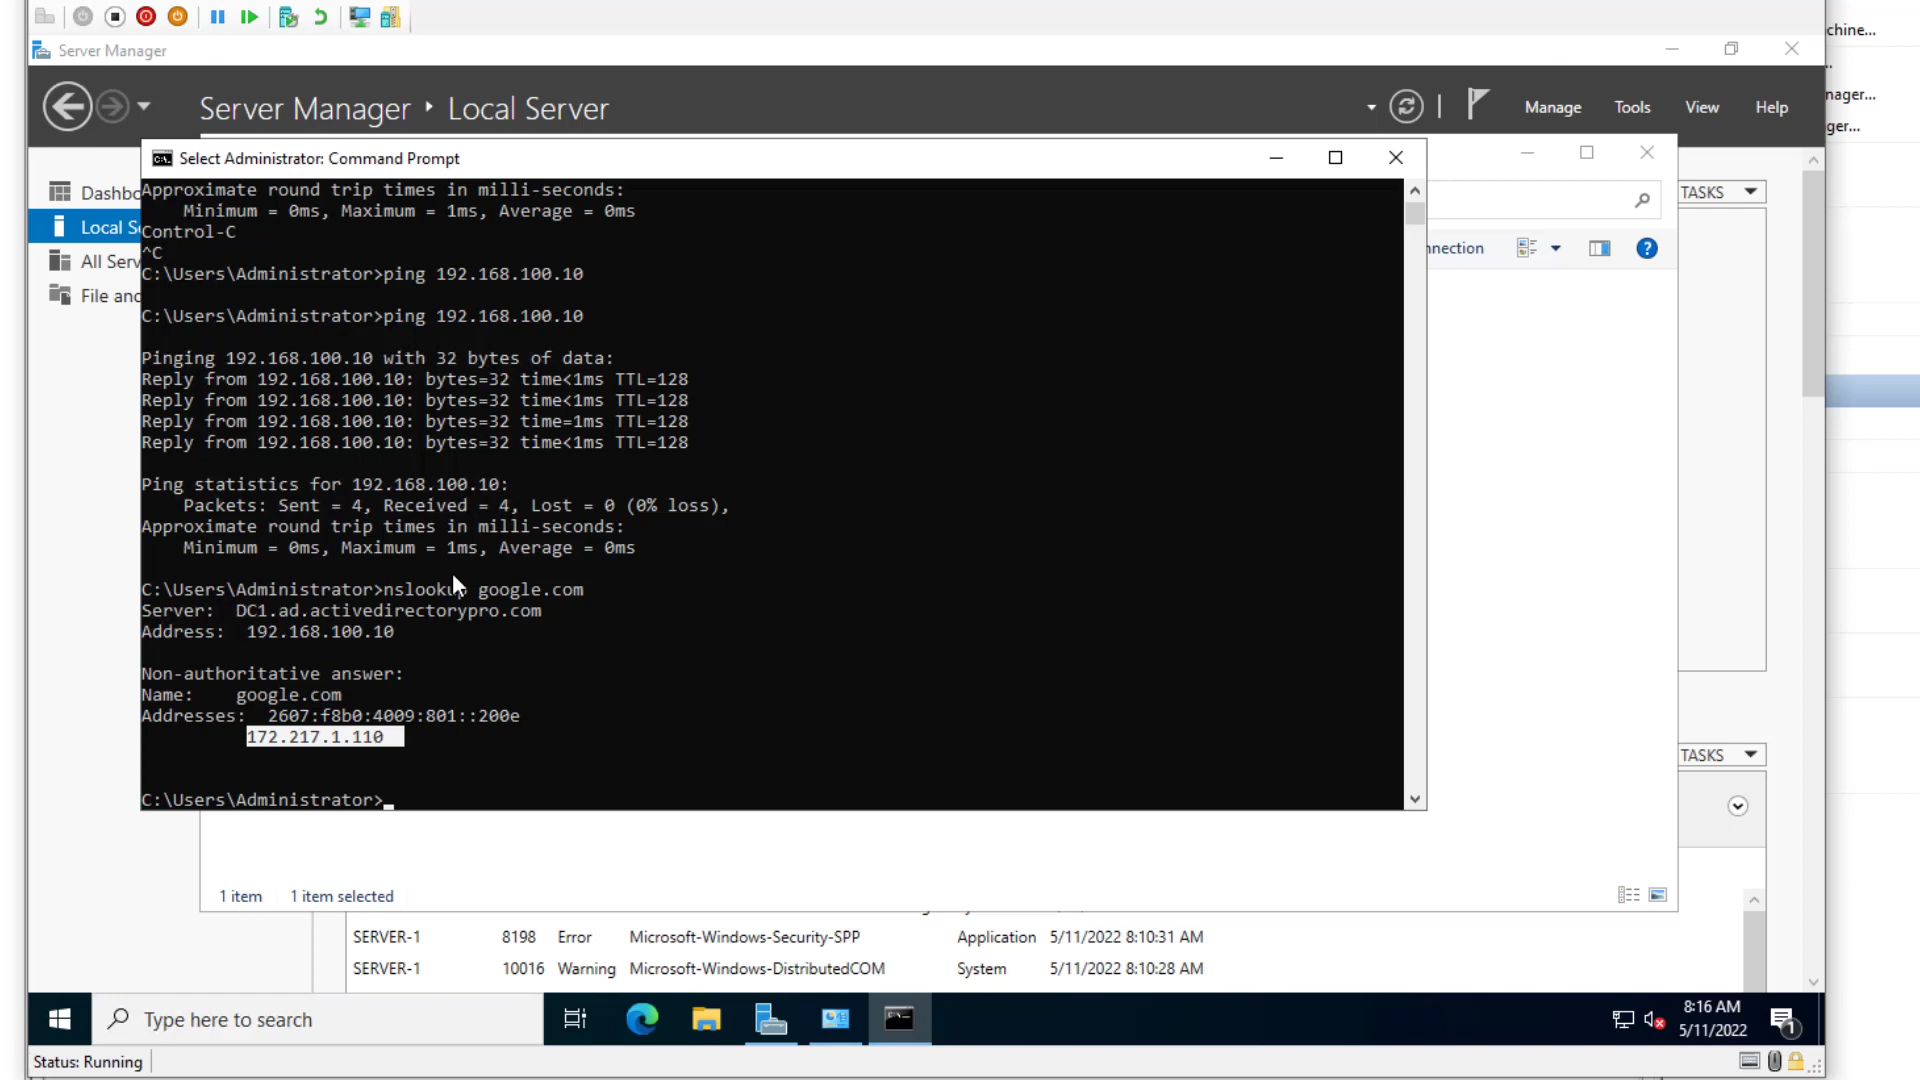 chine...
Server Manager
Server Manager ‣ Local Server
Manage Tools View Help
nager...
ger...
Select Administrator: Command Prompt
Dashbo
Local S
All Serv
File and
TASKS
nnection
Approximate round trip times in milli-seconds:
Minimum = 0ms, Maximum = 1ms, Average = 0ms
Control-C
^C
C:\Users\Administrator>ping 192.168.100.10
C:\Users\Administrator>ping 192.168.100.10
Pinging 192.168.100.10 with 32 bytes of data:
Reply from 192.168.100.10: bytes=32 time<1ms TTL=128
Reply from 192.168.100.10: bytes=32 time<1ms TTL=128
Reply from 192.168.100.10: bytes=32 time=1ms TTL=128
Reply from 192.168.100.10: bytes=32 time<1ms TTL=128
Ping statistics for 192.168.100.10:
Packets: Sent = 4, Received = 4, Lost = 0 (0% loss),
Approximate round trip times in milli-seconds:
Minimum = 0ms, Maximum = 1ms, Average = 0ms
C:\Users\Administrator>nslookup google.com
Server: DC1.ad.activedirectorypro.com
Address: 192.168.100.10
Non-authoritative answer:
Name: google.com
Addresses: 2607:f8b0:4009:801::200e
172.217.1.110
C:\Users\Administrator>
TASKS
1 item 1 item selected
SERVER-1 8198 Error Microsoft-Windows-Security-SPP Application 5/11/2022 8:10:31 AM
SERVER-1 10016 Warning Microsoft-Windows-DistributedCOM System 5/11/2022 8:10:28 AM
Type here to search
8:16 AM
5/11/2022
1
Status: Running